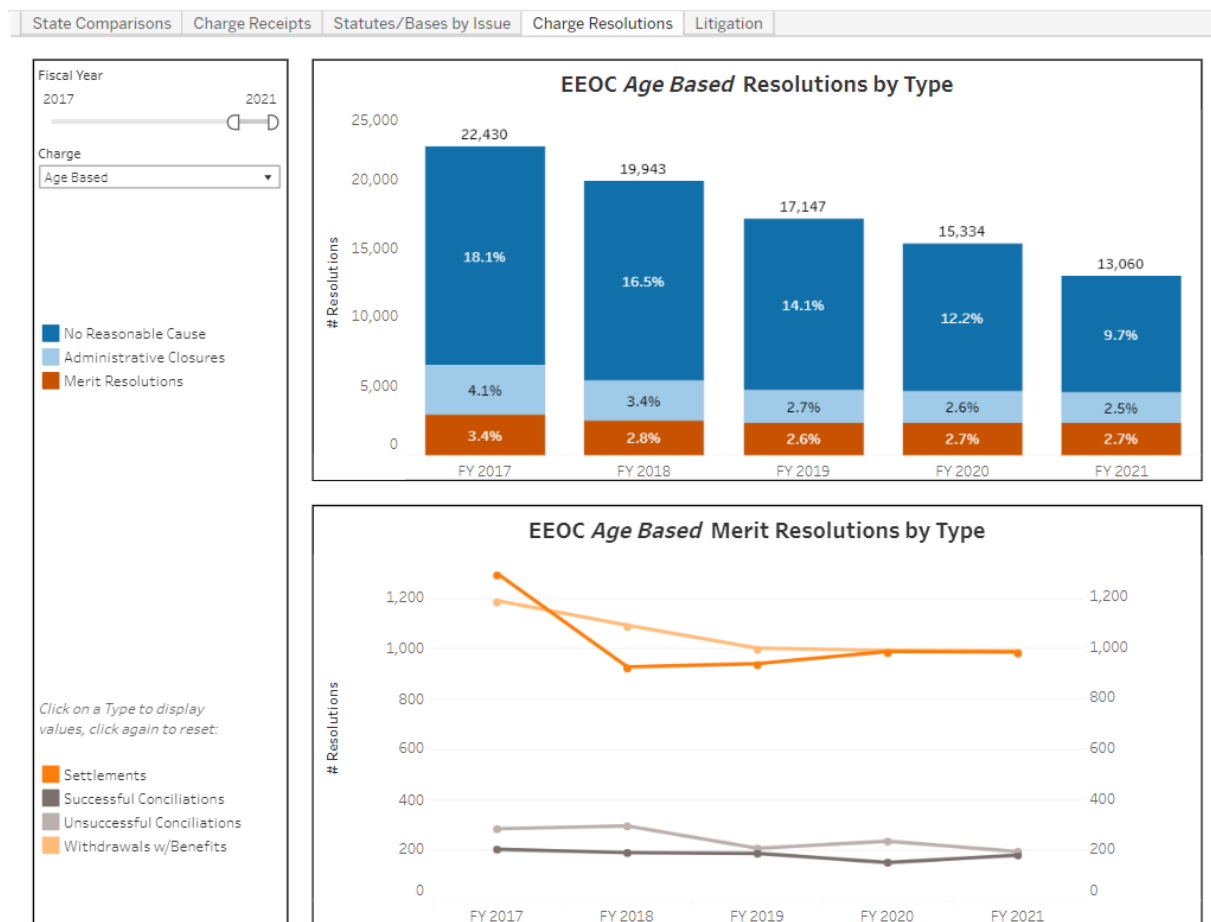 State Comparisons
Charge Receipts
Statutes/Bases by Issue
Charge Resolutions
Litigation
Fiscal Year
2017 2021
Charge
Age Based
No Reasonable Cause
Administrative Closures
Merit Resolutions
Click on a Type to display
values, click again to reset:
Settlements
Successful Conciliations
Unsuccessful Conciliations
Withdrawals w/Benefits
EEOC Age Based Resolutions by Type
# Resolutions
25,000
20,000
15,000
10,000
5,000
0
22,430
19,943
17,147
15,334
13,060
18.1%
16.5%
14.1%
12.2%
9.7%
4.1%
3.4%
2.7%
2.6%
2.5%
3.4%
2.8%
2.6%
2.7%
2.7%
FY 2017 FY 2018 FY 2019 FY 2020 FY 2021
EEOC Age Based Merit Resolutions by Type
# Resolutions
1,200 1,200
1,000 1,000
800 800
600 600
400 400
200 200
0 0
FY 2017 FY 2018 FY 2019 FY 2020 FY 2021